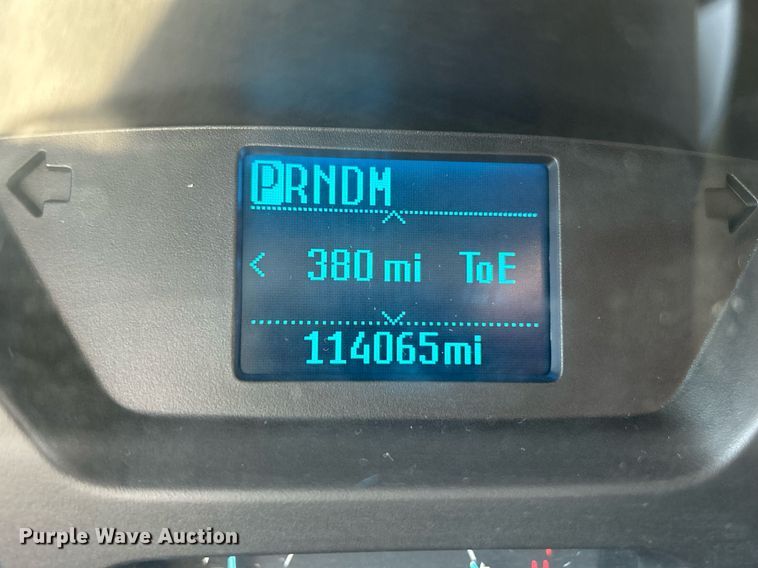 PRNDM
< 380 mi ToE
114065mi
Purple Wave Auction